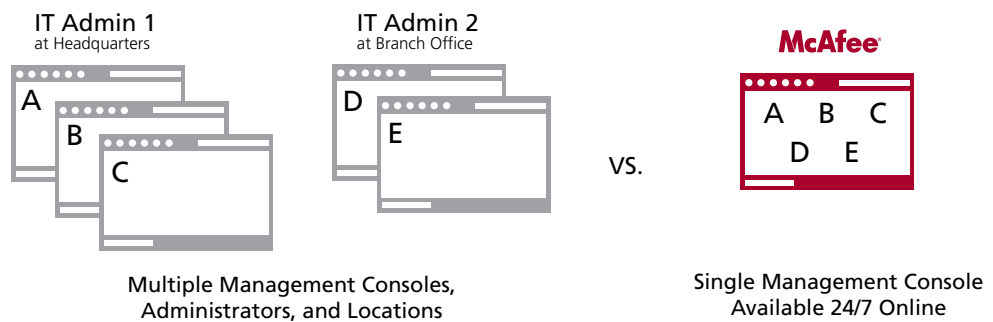 IT Admin 1
at Headquarters
A
B
C
IT Admin 2
at Branch Office
D
E
Multiple Management Consoles,
Administrators, and Locations
VS.
McAfee®
A B C
D E
Single Management Console
Available 24/7 Online